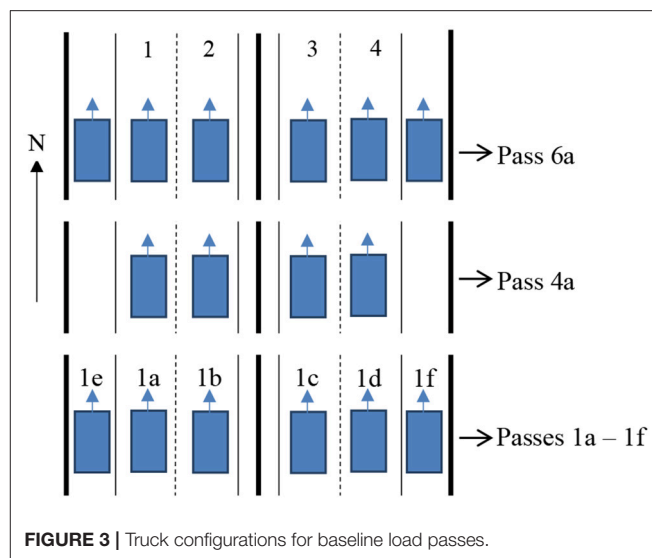 1 2 3 4
N
Pass 6a
Pass 4a
1e 1a 1b 1c 1d 1f
Passes 1a – 1f
FIGURE 3 | Truck configurations for baseline load passes.